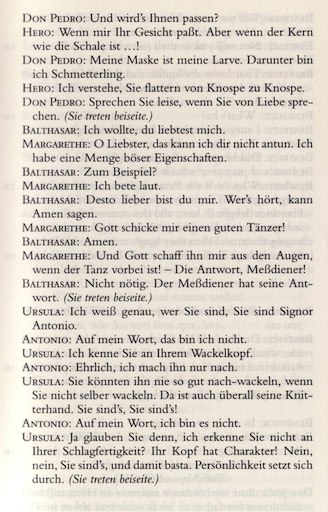 DON PEDRO: Und wird's Ihnen passen?
HERO: Wenn mir Ihr Gesicht paßt. Aber wenn der Kern
wie die Schale ist …!
DON PEDRO: Meine Maske ist meine Larve. Darunter bin
ich Schmetterling.
HERO: Ich verstehe, Sie flattern von Knospe zu Knospe.
DON PEDRO: Sprechen Sie leise, wenn Sie von Liebe spre-
chen. (Sie treten beiseite.)
BALTHASAR: Ich wollte, du liebtest mich.
MARGARETHE: O Liebster, das kann ich dir nicht antun. Ich
habe eine Menge böser Eigenschaften.
BALTHASAR: Zum Beispiel?
MARGARETHE: Ich bete laut.
BALTHASAR: Desto lieber bist du mir. Wer's hört, kann
Amen sagen.
MARGARETHE: Gott schicke mir einen guten Tänzer!
BALTHASAR: Amen.
MARGARETHE: Und Gott schaff ihn mir aus den Augen,
wenn der Tanz vorbei ist! – Die Antwort, Meßdiener!
BALTHASAR: Nicht nötig. Der Meßdiener hat seine Ant-
wort. (Sie treten beiseite.)
URSULA: Ich weiß genau, wer Sie sind, Sie sind Signor
Antonio.
ANTONIO: Auf mein Wort, das bin ich nicht.
URSULA: Ich kenne Sie an Ihrem Wackelkopf.
ANTONIO: Ehrlich, ich mach ihn nur nach.
URSULA: Sie könnten ihn nie so gut nach-wackeln, wenn
Sie nicht selber wackeln. Da ist auch überall seine Knit-
terhand. Sie sind's, Sie sind's!
ANTONIO: Auf mein Wort, ich bin es nicht.
URSULA: Ja glauben Sie denn, ich erkenne Sie nicht an
Ihrer Schlagfertigkeit? Ihr Kopf hat Charakter! Nein,
nein, Sie sind's, und damit basta. Persönlichkeit setzt sich
durch. (Sie treten beiseite.)